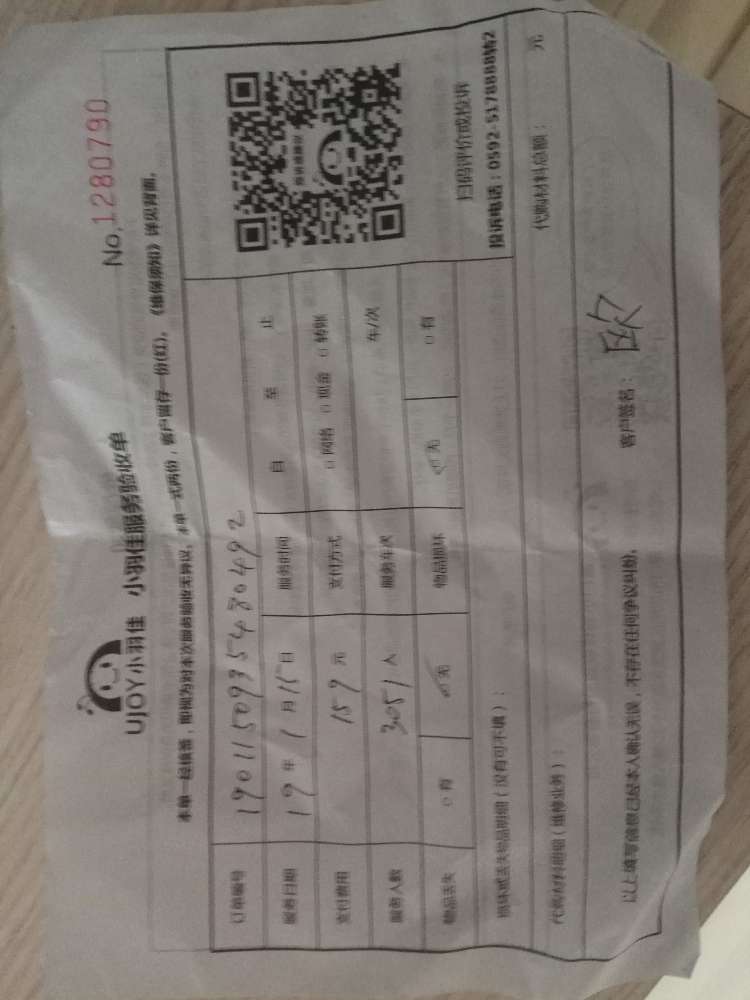 No.1280790
UJOY小羽佳 小羽佳服务验收单
本单一经核签，即视为对本次服务验收无异议。本单一式两份，客户留存一份(红)。《维保须知》详见背面。
订单编号 190115093548 0492
服务日期 19年1月15日 服务时间 自 至 止
支付费用 159元 支付方式 □网络 □现金 □转账
服务人数 3051人 服务车次 车/次
物品丢失 □有 ☑无 物品损坏 ☑无 □有
扫码评价或投诉
投诉电话：0592-5178888转2
损坏或丢失物品明细（没有可不填）：
代购材料明细（维修业务）： 代购材料总额： 元
以上填写信息已经本人确认无误，不存在任何争议纠纷。 客户签名：欧